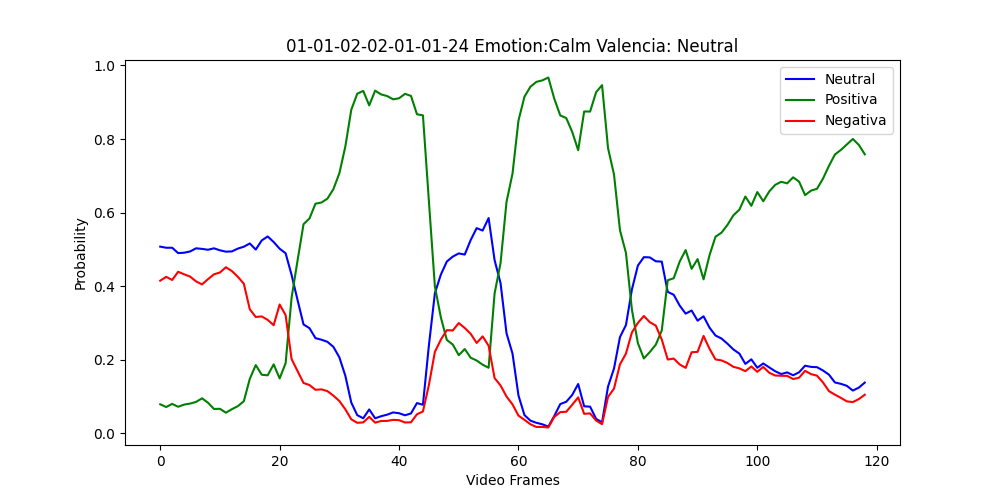 01-01-02-02-01-01-24 Emotion:Calm Valencia: Neutral
Probability
1.0
0.8
0.6
0.4
0.2
0.0
Neutral
Positiva
Negativa
0 20 40 60 80 100 120
Video Frames